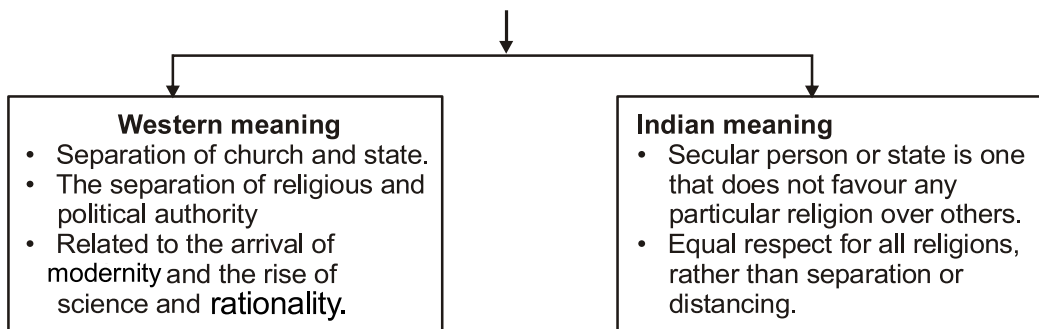 Western meaning
• Separation of church and state.
• The separation of religious and
political authority
• Related to the arrival of
modernity and the rise of
science and rationality.
Indian meaning
• Secular person or state is one
that does not favour any
particular religion over others.
• Equal respect for all religions,
rather than separation or
distancing.